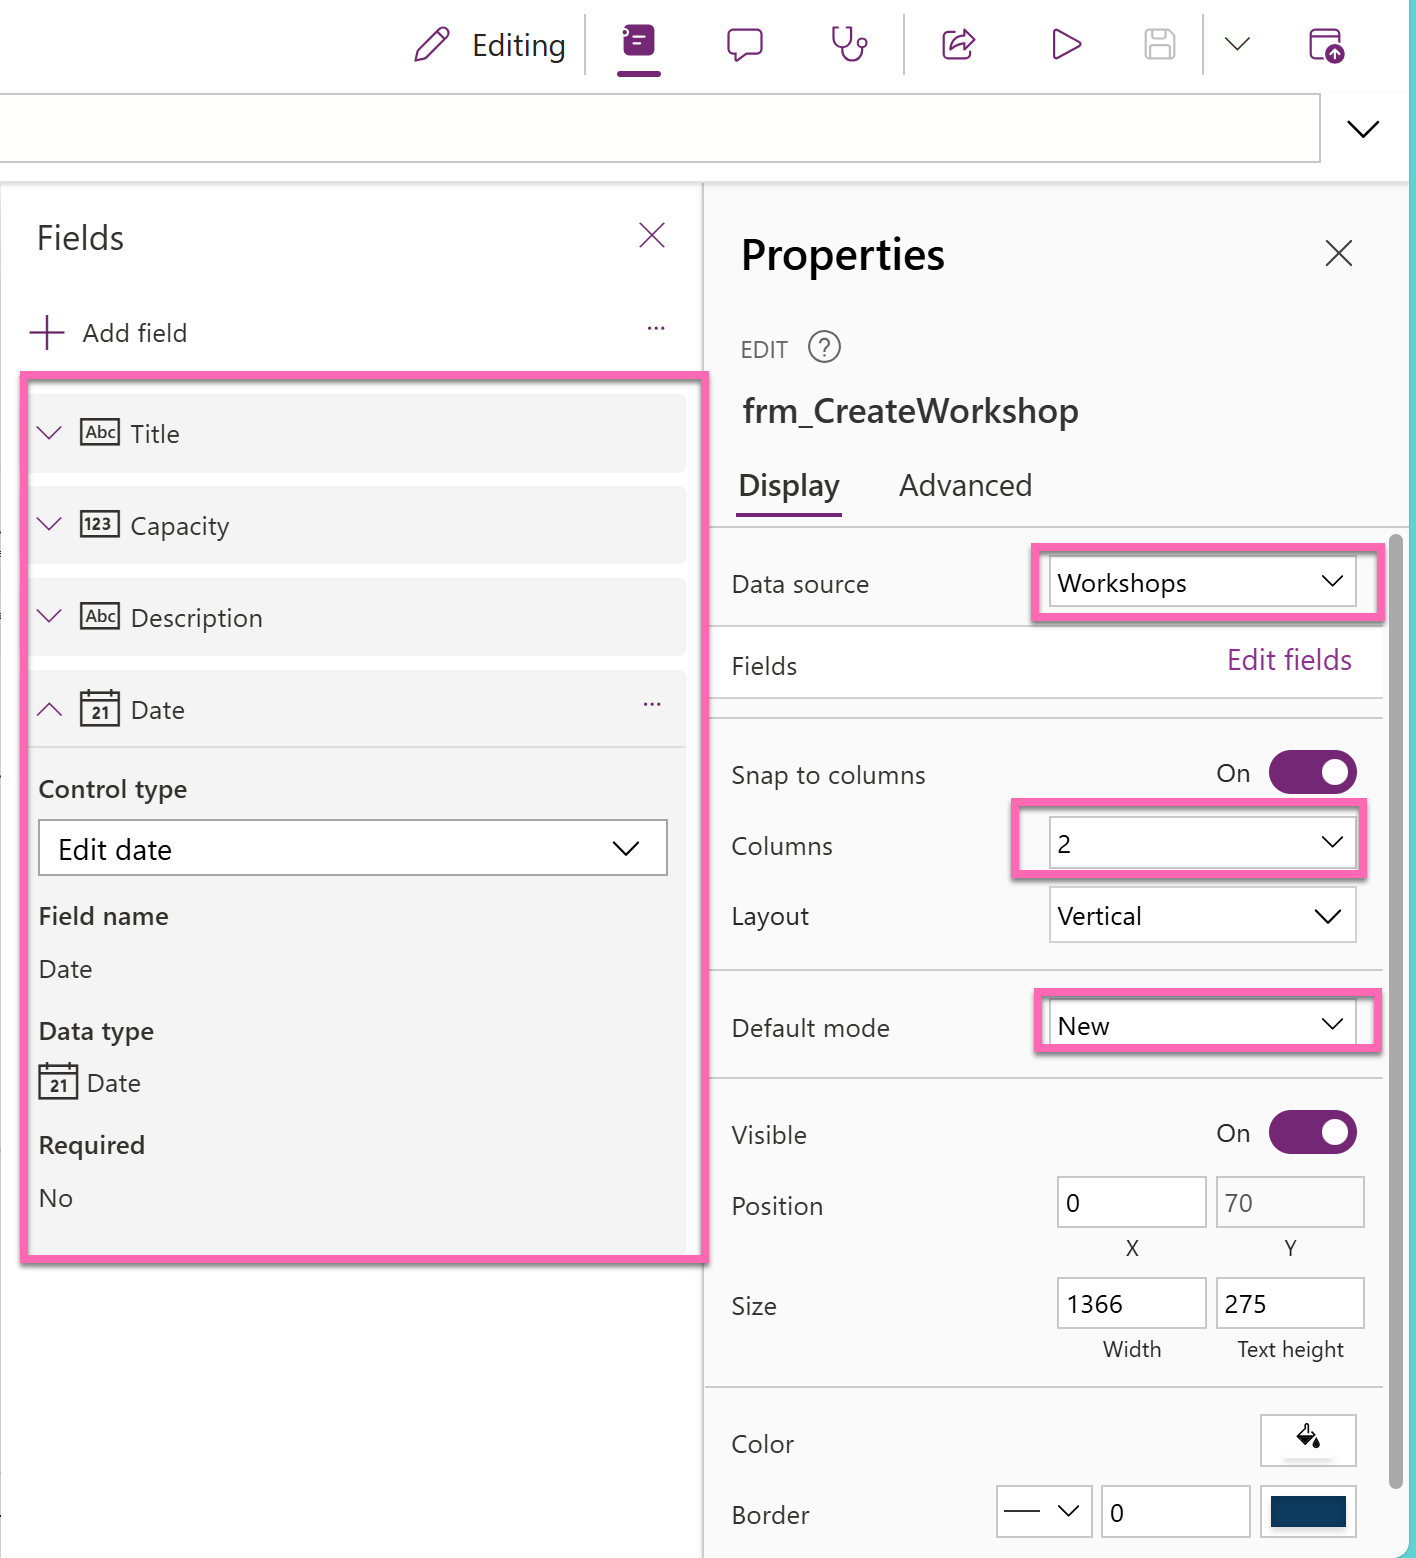 Editing
Fields
Add field
...
Abc Title
123 Capacity
Abc Description
21 Date
...
Control type
Edit date
Field name
Date
Data type
21 Date
Required
No
Properties
EDIT ?
frm_CreateWorkshop
Display Advanced
Data source Workshops
Fields Edit fields
Snap to columns On
Columns 2
Layout Vertical
Default mode New
Visible On
Position 0 70
X Y
Size 1366 275
Width Text height
Color
Border 0